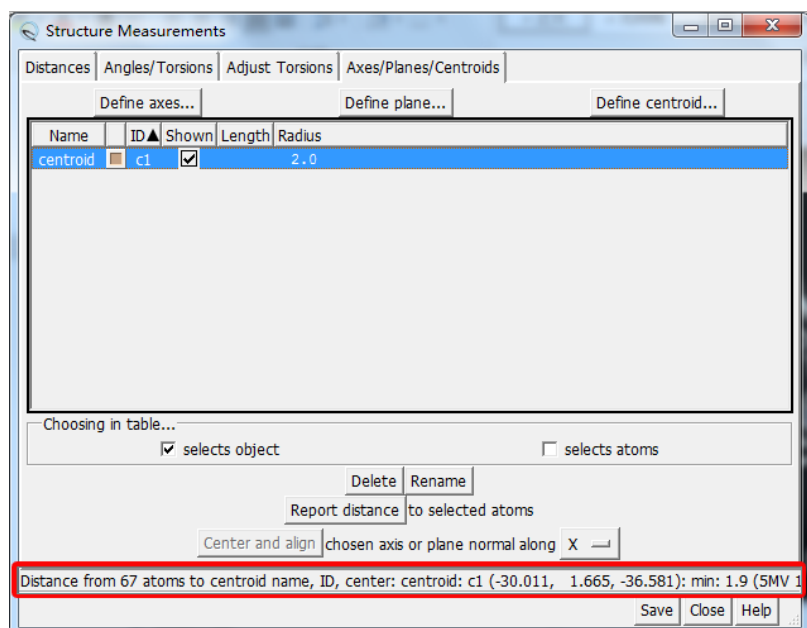 Structure Measurements
Distances Angles/Torsions Adjust Torsions Axes/Planes/Centroids
Define axes... Define plane... Define centroid...
Name ID▲ Shown Length Radius
centroid c1 2.0
Choosing in table...
selects object selects atoms
Delete Rename
Report distance to selected atoms
Center and align chosen axis or plane normal along X
Distance from 67 atoms to centroid name, ID, center: centroid: c1 (-30.011, 1.665, -36.581): min: 1.9 (5MV 1
Save Close Help